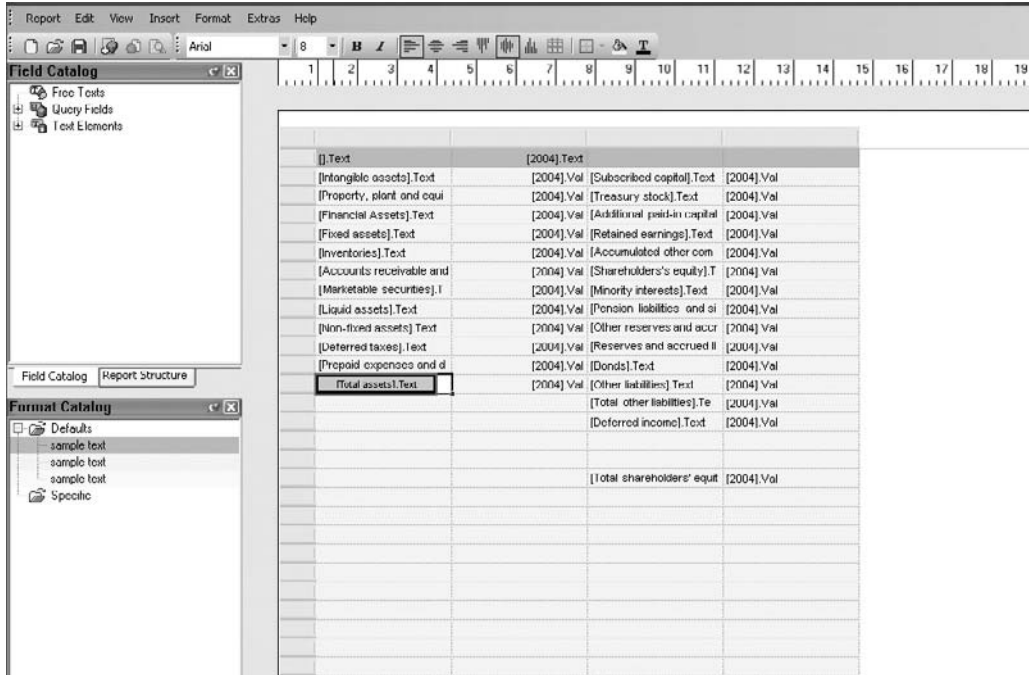 Report Edit View Insert Format Extras Help
Arial 8 B I T
Field Catalog
Free Texts
Query Fields
Text Elements
Field Catalog Report Structure
Format Catalog
Defaults
sample text
sample text
sample text
Specific
1 2 3 4 5 6 7 8 9 10 11 12 13 14 15 16 17 18 19
[].Text [2004].Text
[Intangible assets].Text [2004].Val [Subscribed capital].Text [2004].Val
[Property, plant and equi [2004].Val [Treasury stock].Text [2004].Val
[Financial Assets].Text [2004].Val [Additional paid-in capital [2004].Val
[Fixed assets].Text [2004].Val [Retained earnings].Text [2004].Val
[Inventories].Text [2004].Val [Accumulated other com [2004].Val
[Accounts receivable and [2004].Val [Shareholders's equity].T [2004].Val
[Marketable securities].T [2004].Val [Minority interests].Text [2004].Val
[Liquid assets].Text [2004].Val [Pension liabilities and si [2004].Val
[Non-fixed assets].Text [2004].Val [Other reserves and accr [2004].Val
[Deferred taxes].Text [2004].Val [Reserves and accrued li [2004].Val
[Prepaid expenses and d [2004].Val [Bonds].Text [2004].Val
[Total assets].Text [2004].Val [Other liabilities].Text [2004].Val
[Total other liabilities].Te [2004].Val
[Deferred income].Text [2004].Val
[Total shareholders' equit [2004].Val